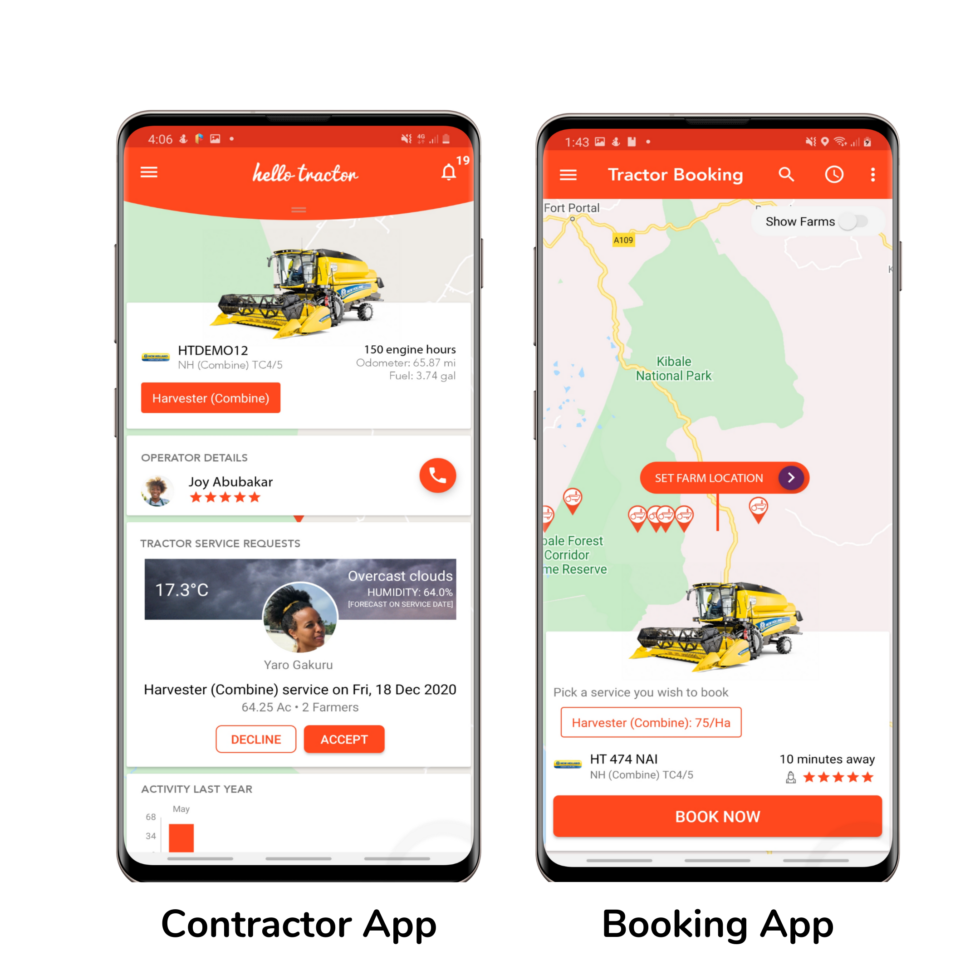 4:06
4G
hello tractor
19
HTDEMO12
NH (Combine) TC4/5
150 engine hours
Odometer: 65.87 mi
Fuel: 3.74 gal
Harvester (Combine)
OPERATOR DETAILS
Joy Abubakar
TRACTOR SERVICE REQUESTS
17.3°C
Overcast clouds
HUMIDITY: 64.0%
[FORECAST ON SERVICE DATE]
Yaro Gakuru
Harvester (Combine) service on Fri, 18 Dec 2020
64.25 Ac • 2 Farmers
DECLINE
ACCEPT
ACTIVITY LAST YEAR
May
68
34
Contractor App
1:43
Tractor Booking
Fort Portal
Show Farms
A109
Kibale
National Park
SET FARM LOCATION
bale Forest
Corridor
me Reserve
Pick a service you wish to book
Harvester (Combine): 75/Ha
HT 474 NAI
NH (Combine) TC4/5
10 minutes away
BOOK NOW
Booking App